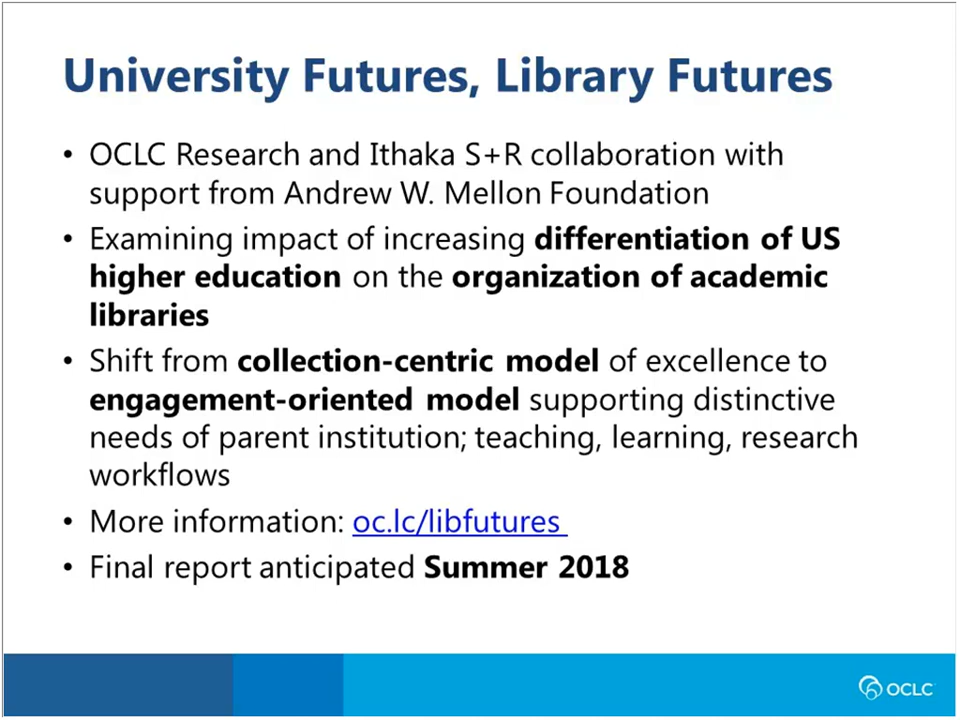 University Futures, Library Futures
• OCLC Research and Ithaka S+R collaboration with
support from Andrew W. Mellon Foundation
• Examining impact of increasing differentiation of US
higher education on the organization of academic
libraries
• Shift from collection-centric model of excellence to
engagement-oriented model supporting distinctive
needs of parent institution; teaching, learning, research
workflows
• More information: oc.lc/libfutures
• Final report anticipated Summer 2018
OCLC